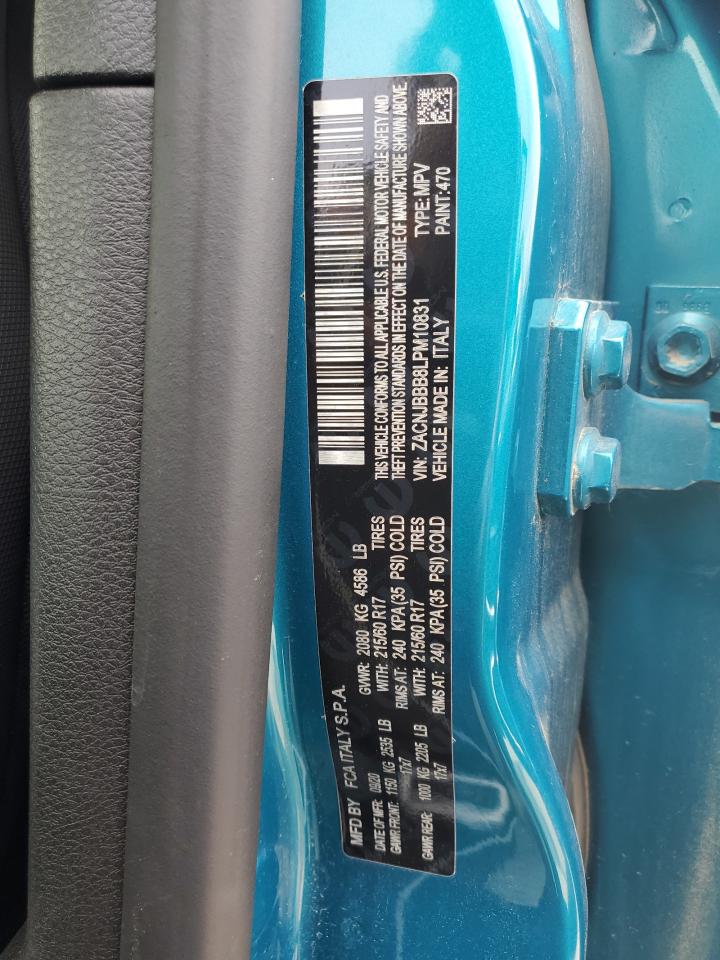 MFD BY FCA ITALY S.P.A.
DATE OF MFR: 09/20 GVWR: 2080 KG 4586 LB
GAWR FRONT: 1150 KG 2535 LB WITH: 215/60 R17 TIRES
17x7 RIMS AT: 240 KPA(35 PSI) COLD
GAWR REAR: 1000 KG 2205 LB WITH: 215/60 R17 TIRES
17x7 RIMS AT: 240 KPA(35 PSI) COLD
THIS VEHICLE CONFORMS TO ALL APPLICABLE U.S. FEDERAL MOTOR VEHICLE SAFETY AND
THEFT PREVENTION STANDARDS IN EFFECT ON THE DATE OF MANUFACTURE SHOWN ABOVE.
VIN: ZACNJBBB8LPM10831 TYPE: MPV
VEHICLE MADE IN: ITALY PAINT: 470